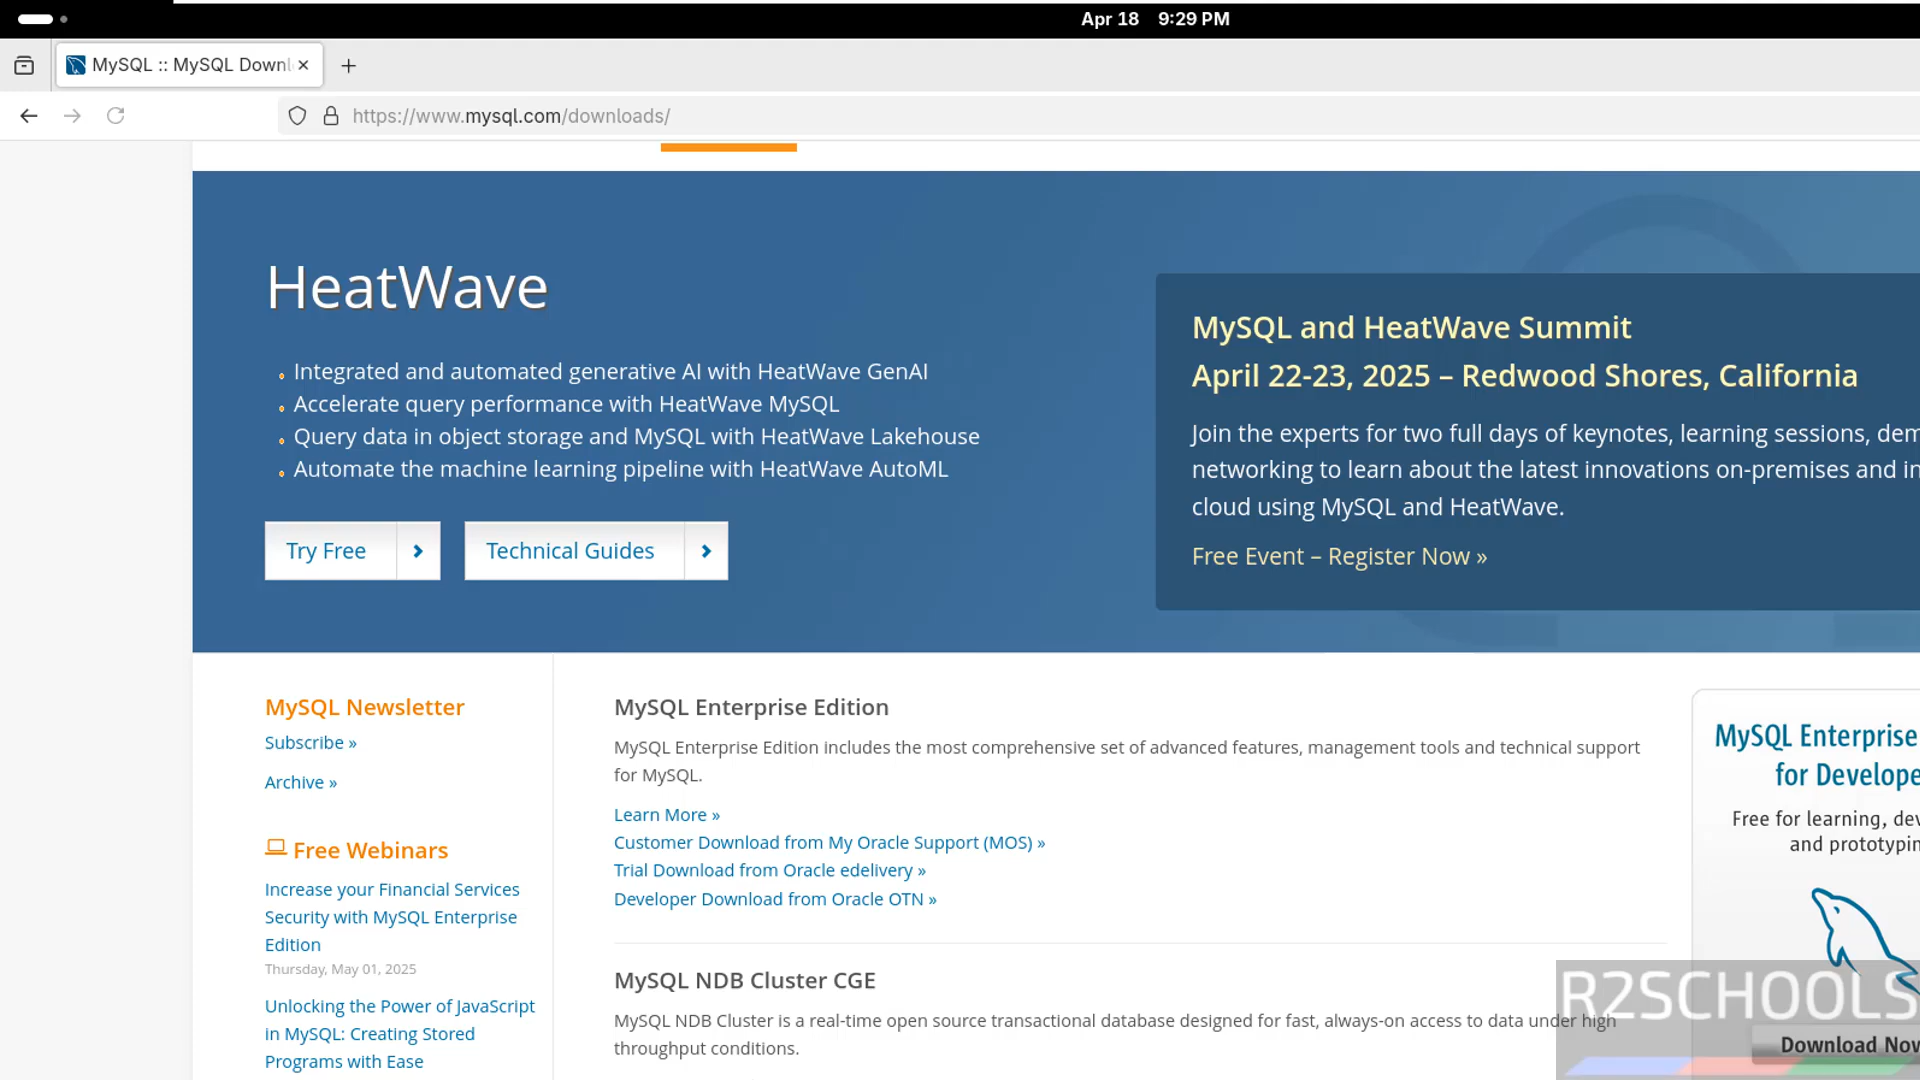 Apr 18 9:29 PM
MySQL :: MySQL Downl
https://www.mysql.com/downloads/
HeatWave
Integrated and automated generative AI with HeatWave GenAI
Accelerate query performance with HeatWave MySQL
Query data in object storage and MySQL with HeatWave Lakehouse
Automate the machine learning pipeline with HeatWave AutoML
Try Free
Technical Guides
MySQL and HeatWave Summit
April 22-23, 2025 – Redwood Shores, California
Join the experts for two full days of keynotes, learning sessions, dem
networking to learn about the latest innovations on-premises and in
cloud using MySQL and HeatWave.
Free Event – Register Now »
MySQL Newsletter
Subscribe »
Archive »
Free Webinars
Increase your Financial Services
Security with MySQL Enterprise
Edition
Thursday, May 01, 2025
Unlocking the Power of JavaScript
in MySQL: Creating Stored
Programs with Ease
MySQL Enterprise Edition
MySQL Enterprise Edition includes the most comprehensive set of advanced features, management tools and technical support
for MySQL.
Learn More »
Customer Download from My Oracle Support (MOS) »
Trial Download from Oracle edelivery »
Developer Download from Oracle OTN »
MySQL NDB Cluster CGE
MySQL NDB Cluster is a real-time open source transactional database designed for fast, always-on access to data under high
throughput conditions.
MySQL Enterprise
for Develope
Free for learning, dev
and prototypin
R2SCHOOLS
Download Now